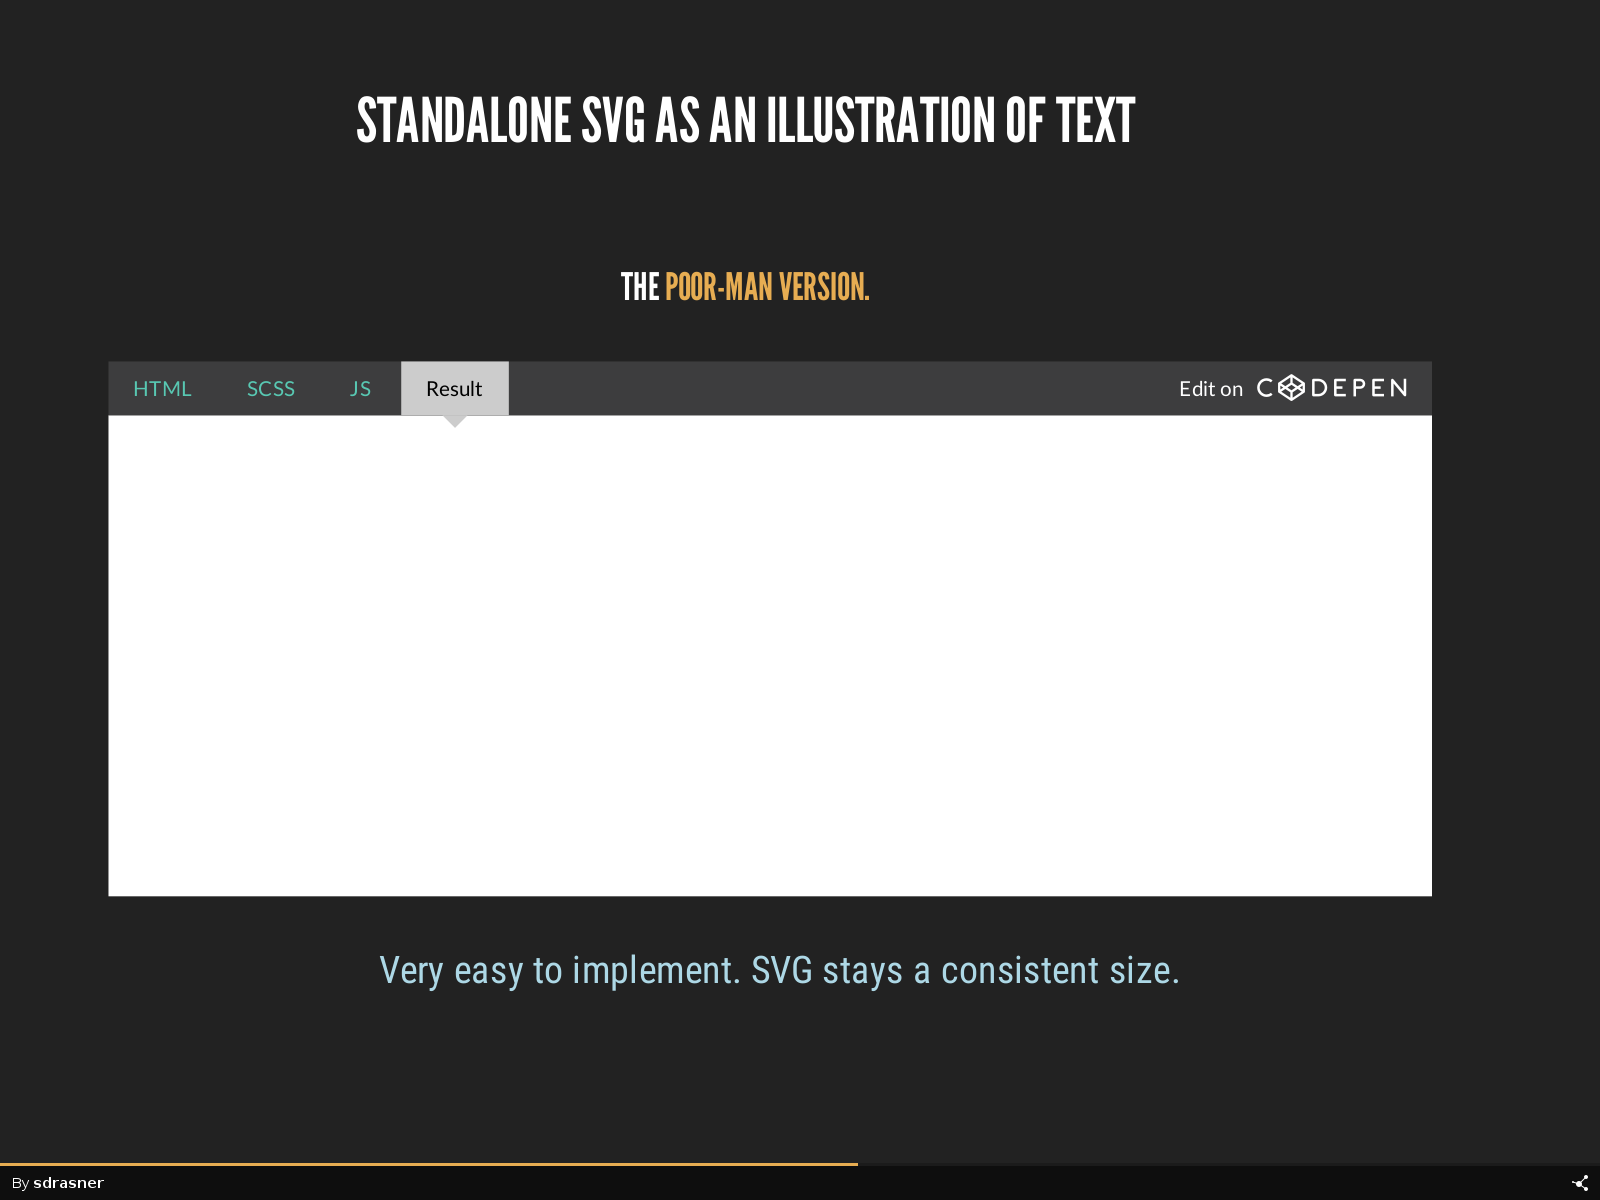 STANDALONE SVG AS AN ILLUSTRATION OF TEXT
THE POOR-MAN VERSION.
HTML SCSS JS Result Edit on CODEPEN
Very easy to implement. SVG stays a consistent size.
By sdrasner